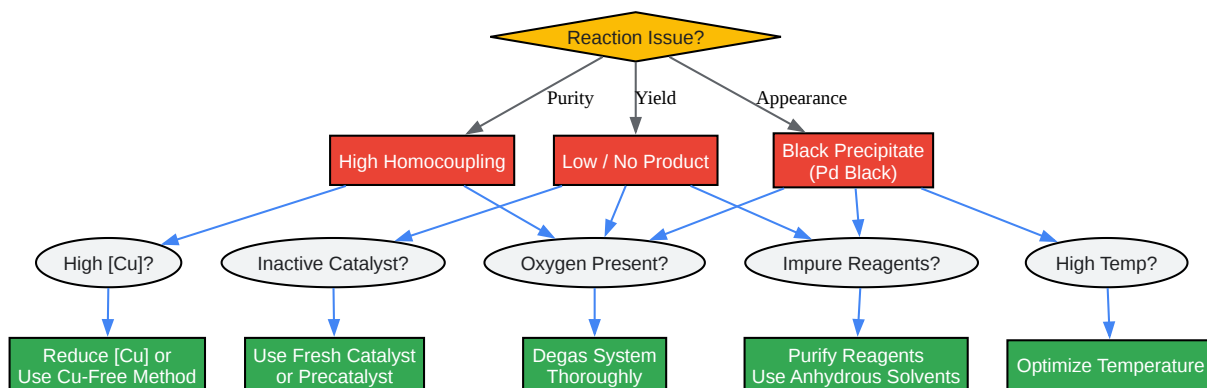 Reaction Issue?
Purity
Yield
Appearance
High Homocoupling
Low / No Product
Black Precipitate
(Pd Black)
High [Cu]?
Inactive Catalyst?
Oxygen Present?
Impure Reagents?
High Temp?
Reduce [Cu] or
Use Cu-Free Method
Use Fresh Catalyst
or Precatalyst
Degas System
Thoroughly
Purify Reagents
Use Anhydrous Solvents
Optimize Temperature